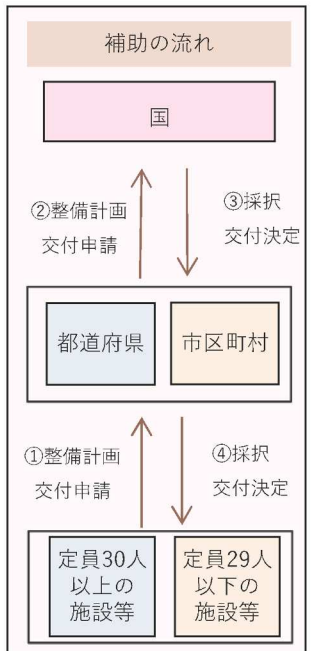 補助の流れ
国
②整備計画
交付申請
③採択
交付決定
都道府県
市区町村
①整備計画
交付申請
④採択
交付決定
定員30人
以上の
施設等
定員29人
以下の
施設等